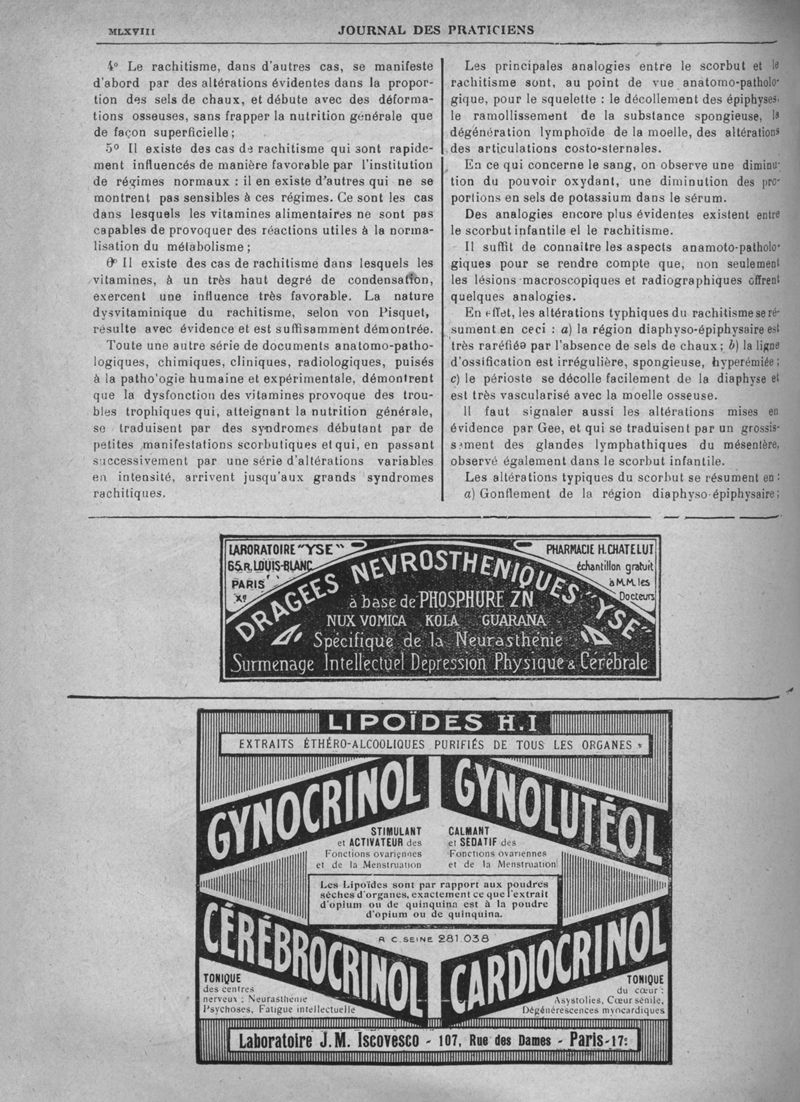 MLXVIII
JOURNAL DES PRATICIENS
4° Le rachitisme, dans d'autres cas, se manifeste
d'abord par des altérations évidentes dans la propor-
tion des sels de chaux, et débute avec des déforma-
tions osseuses, sans frapper la nutrition générale que
de façon superficielle ;
5° Il existe des cas de rachitisme qui sont rapide-
ment influencés de manière favorable par l'institution
de régimes normaux : il en existe d'autres qui ne se
montrent pas sensibles à ces régimes. Ce sont les cas
dans lesquels les vitamines alimentaires ne sont pas
capables de provoquer des réactions utiles à la norma-
lisation du métabolisme ;
6° Il existe des cas de rachitisme dans lesquels les
vitamines, à un très haut degré de condensation,
exercent une influence très favorable. La nature
dysvitaminique du rachitisme, selon von Pisquet,
résulte avec évidence et est suffisamment démontrée.
Toute une autre série de documents anatomo-patho-
logiques, chimiques, cliniques, radiologiques, puisés
à la patho'ogie humaine et expérimentale, démontrent
que la dysfonction des vitamines provoque des trou-
bles trophiques qui, atteignant la nutrition générale,
se traduisent par des syndromes débutant par de
petites manifestations scorbutiques et qui, en passant
successivement par une série d'altérations variables
en intensité, arrivent jusqu'aux grands syndromes
rachitiques.
Les principales analogies entre le scorbut et le
rachitisme sont, au point de vue anatomo-patholo-
gique, pour le squelette : le décollement des épiphyses,
le ramollissement de la substance spongieuse, la
dégénération lymphoïde de la moelle, des altérations
des articulations costo-sternales.
En ce qui concerne le sang, on observe une diminu-
tion du pouvoir oxydant, une diminution des pro-
portions en sels de potassium dans le sérum.
Des analogies encore plus évidentes existent entre
le scorbut infantile el le rachitisme.
Il suffit de connaître les aspects anamoto-patholo-
giques pour se rendre compte que, non seulement
les lésions macroscopiques et radiographiques offrent
quelques analogies.
En effet, les altérations typhiques du rachitisme se ré-
sument en ceci : a) la région diaphyso-épiphysaire est
très raréfiée par l'absence de sels de chaux ; b) la ligne
d'ossification est irrégulière, spongieuse, hyperémiée ;
c) le périoste se décolle facilement de la diaphyse et
est très vascularisé avec la moelle osseuse.
Il faut signaler aussi les altérations mises en
évidence par Gee, et qui se traduisent par un grossis-
sement des glandes lymphathiques du mésentère,
observé également dans le scorbut infantile.
Les altérations typiques du scorbut se résument en :
a) Gonflement de la région diaphyso-épiphysaire ;
LARORATOIRE "YSE"
65. R. LOUIS-BLANC
PARIS
Xe
PHARMACIE H. CHATELUT
échantillon gratuit
à M.M. les
Docteurs
DRAGÉES NEVROSTHENIQUES "YSE"
à base de PHOSPHURE ZN
NUX VOMICA KOLA GUARANA
Spécifique de la Neurasthénie
Surmenage Intellectuel Depression Physique & Cérébrale
LIPOÏDES H.I
EXTRAITS ÉTHÉRO-ALCOOLIQUES PURIFIÉS DE TOUS LES ORGANES
GYNOCRINOL
GYNOLUTÉOL
STIMULANT
et ACTIVATEUR des
Fonctions ovariennes
et de la Menstruation
CALMANT
et SÉDATIF des
Fonctions ovariennes
et de la Menstruation
Les Lipoïdes sont par rapport aux poudres
sèches d'organes, exactement ce que l'extrait
d'opium ou de quinquina est à la poudre
d'opium ou de quinquina.
R C. SEINE 281.038
CÉRÉBROCRINOL
CARDIOCRINOL
TONIQUE
des centres
nerveux : Neurasthénie
Psychoses, Fatigue intellectuelle
TONIQUE
du cœur :
Asystolies, Cœur sénile,
Dégénérescences myocardiques
Laboratoire J.M. Iscovesco - 107, Rue des Dames - Paris-17e